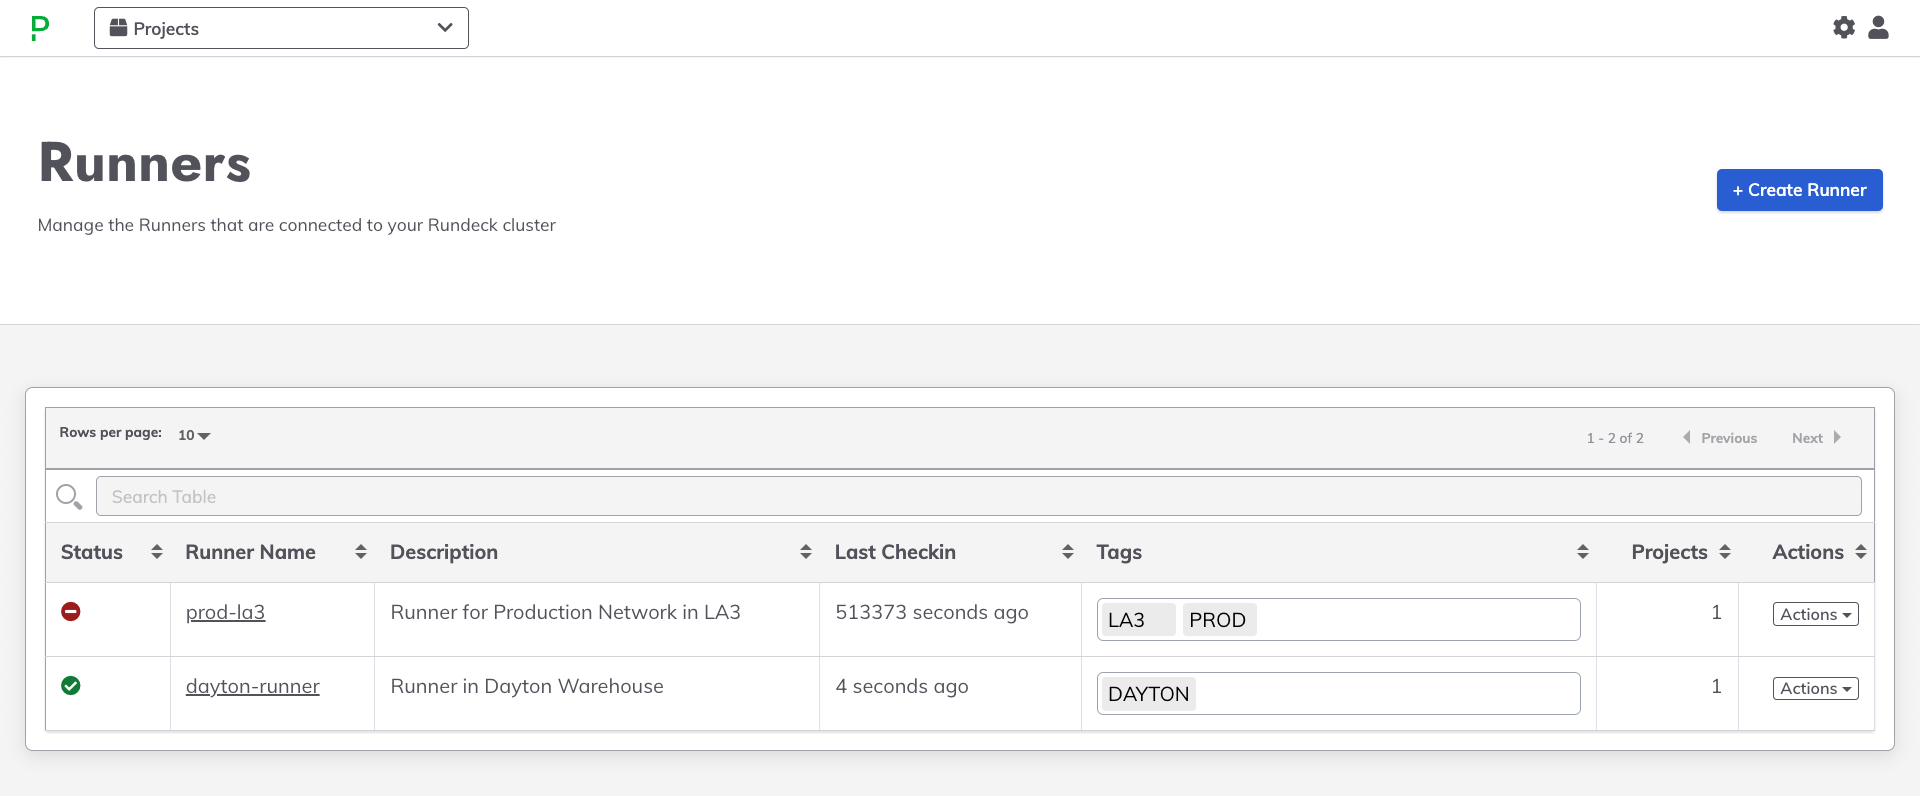 P Projects
Runners
+ Create Runner
Manage the Runners that are connected to your Rundeck cluster
Rows per page: 10 1 - 2 of 2 Previous Next
Search Table
Status Runner Name Description Last Checkin Tags Projects Actions
prod-la3 Runner for Production Network in LA3 513373 seconds ago LA3 PROD 1 Actions
dayton-runner Runner in Dayton Warehouse 4 seconds ago DAYTON 1 Actions